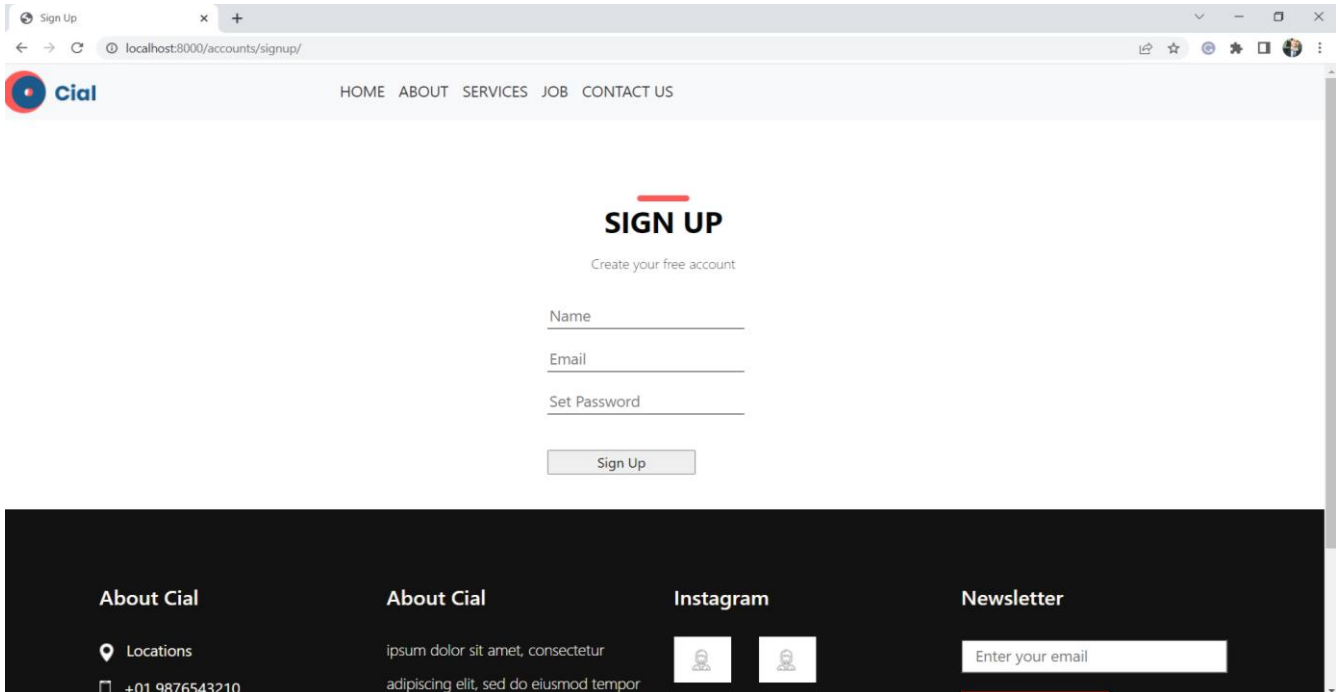 Sign Up
localhost:8000/accounts/signup/
Cial
HOME ABOUT SERVICES JOB CONTACT US
SIGN UP
Create your free account
Name
Email
Set Password
Sign Up
About Cial
Locations
+01 9876543210
About Cial
ipsum dolor sit amet, consectetur
adipiscing elit, sed do eiusmod tempor
Instagram
Newsletter
Enter your email